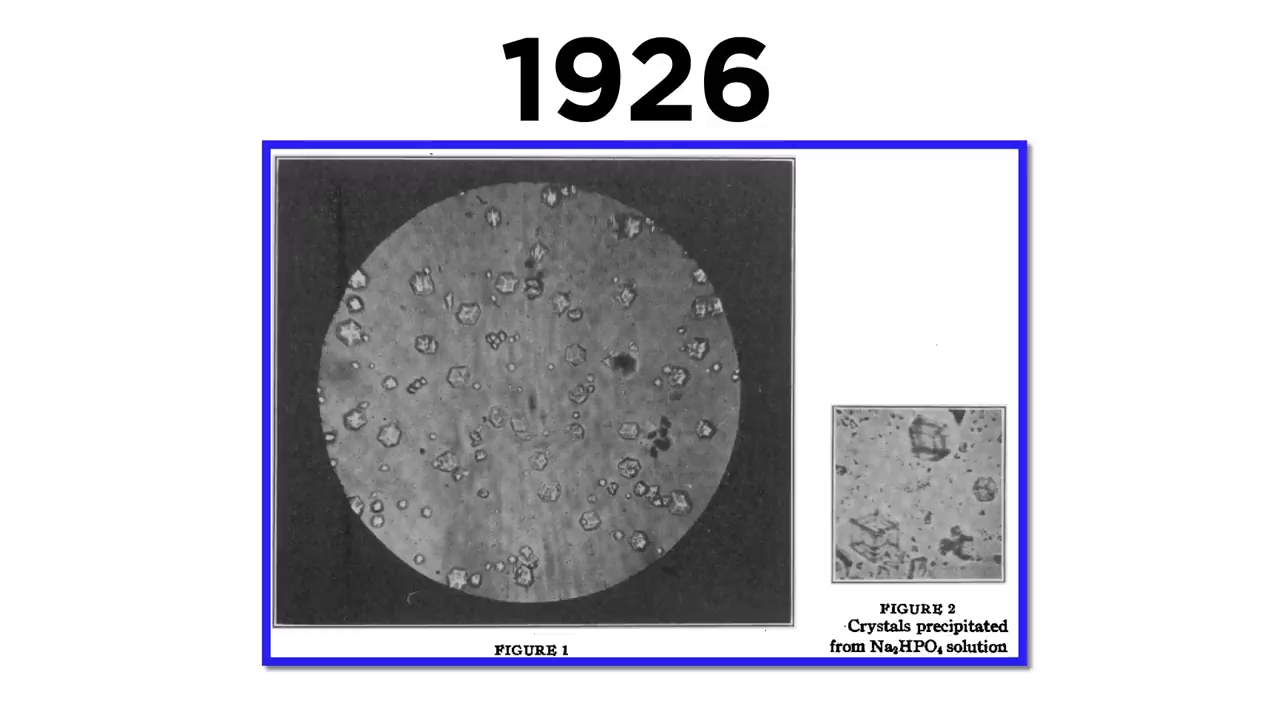 1926
FIGURE 1
FIGURE 2
Crystals precipitated
from Na₂HPO₄ solution